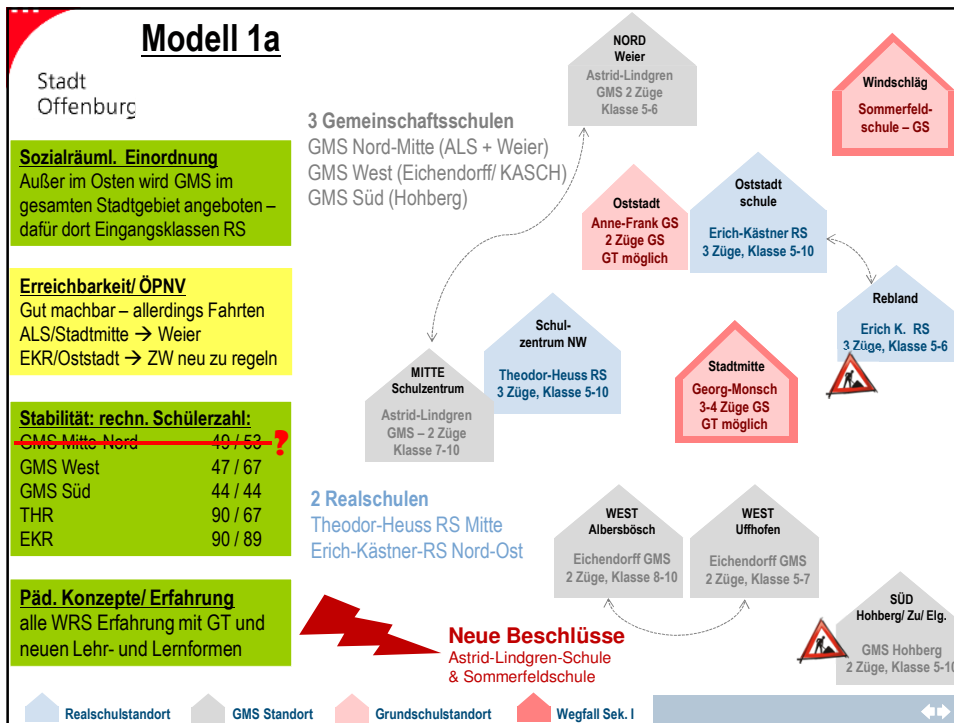 Modell 1a
Stadt
Offenburg
Sozialräuml. Einordnung
Außer im Osten wird GMS im
gesamten Stadtgebiet angeboten –
dafür dort Eingangsklassen RS
Erreichbarkeit/ ÖPNV
Gut machbar – allerdings Fahrten
ALS/Stadtmitte → Weier
EKR/Oststadt → ZW neu zu regeln
Stabilität: rechn. Schülerzahl:
GMS Mitte-Nord 49 / 53 ?
GMS West 47 / 67
GMS Süd 44 / 44
THR 90 / 67
EKR 90 / 89
Päd. Konzepte/ Erfahrung
alle WRS Erfahrung mit GT und
neuen Lehr- und Lernformen
3 Gemeinschaftsschulen
GMS Nord-Mitte (ALS + Weier)
GMS West (Eichendorff/ KASCH)
GMS Süd (Hohberg)
NORD
Weier
Astrid-Lindgren
GMS 2 Züge
Klasse 5-6
Windschläg
Sommerfeld-
schule – GS
Oststadt
Anne-Frank GS
2 Züge GS
GT möglich
Oststadt
schule
Erich-Kästner RS
3 Züge, Klasse 5-10
Rebland
Erich K. RS
3 Züge, Klasse 5-6
MITTE
Schulzentrum
Astrid-Lindgren
GMS – 2 Züge
Klasse 7-10
Schul-
zentrum NW
Theodor-Heuss RS
3 Züge, Klasse 5-10
Stadtmitte
Georg-Monsch
3-4 Züge GS
GT möglich
2 Realschulen
Theodor-Heuss RS Mitte
Erich-Kästner-RS Nord-Ost
WEST
Albersbösch
Eichendorff GMS
2 Züge, Klasse 8-10
WEST
Uffhofen
Eichendorff GMS
2 Züge, Klasse 5-7
SÜD
Hohberg/ Zu/ Elg.
GMS Hohberg
2 Züge, Klasse 5-10
Neue Beschlüsse
Astrid-Lindgren-Schule
& Sommerfeldschule
Realschulstandort
GMS Standort
Grundschulstandort
Wegfall Sek. I